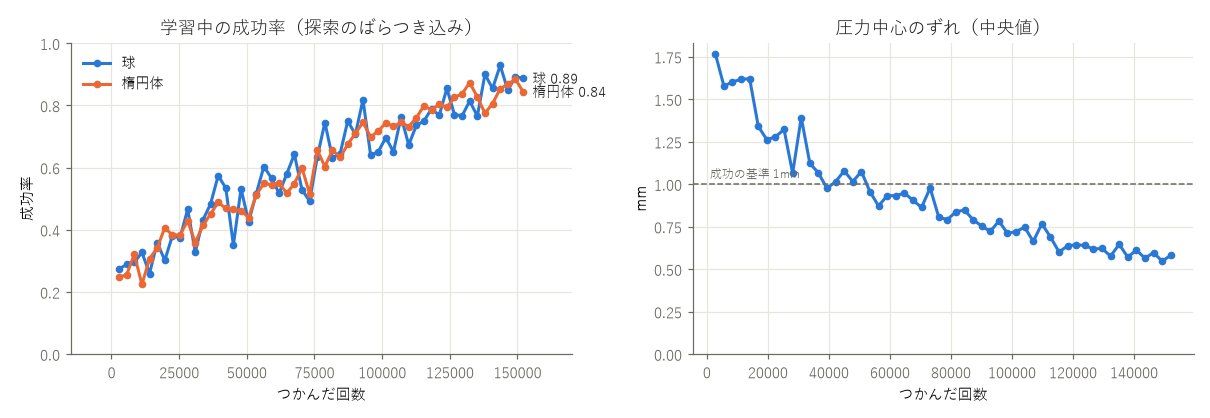 学習中の成功率（探索のばらつき込み）
球
楕円体
球 0.89
楕円体 0.84
成功率
1.0
0.8
0.6
0.4
0.2
0.0
0 25000 50000 75000 100000 125000 150000
つかんだ回数
圧力中心のずれ（中央値）
成功の基準 1mm
mm
1.75
1.50
1.25
1.00
0.75
0.50
0.25
0.00
0 20000 40000 60000 80000 100000 120000 140000
つかんだ回数